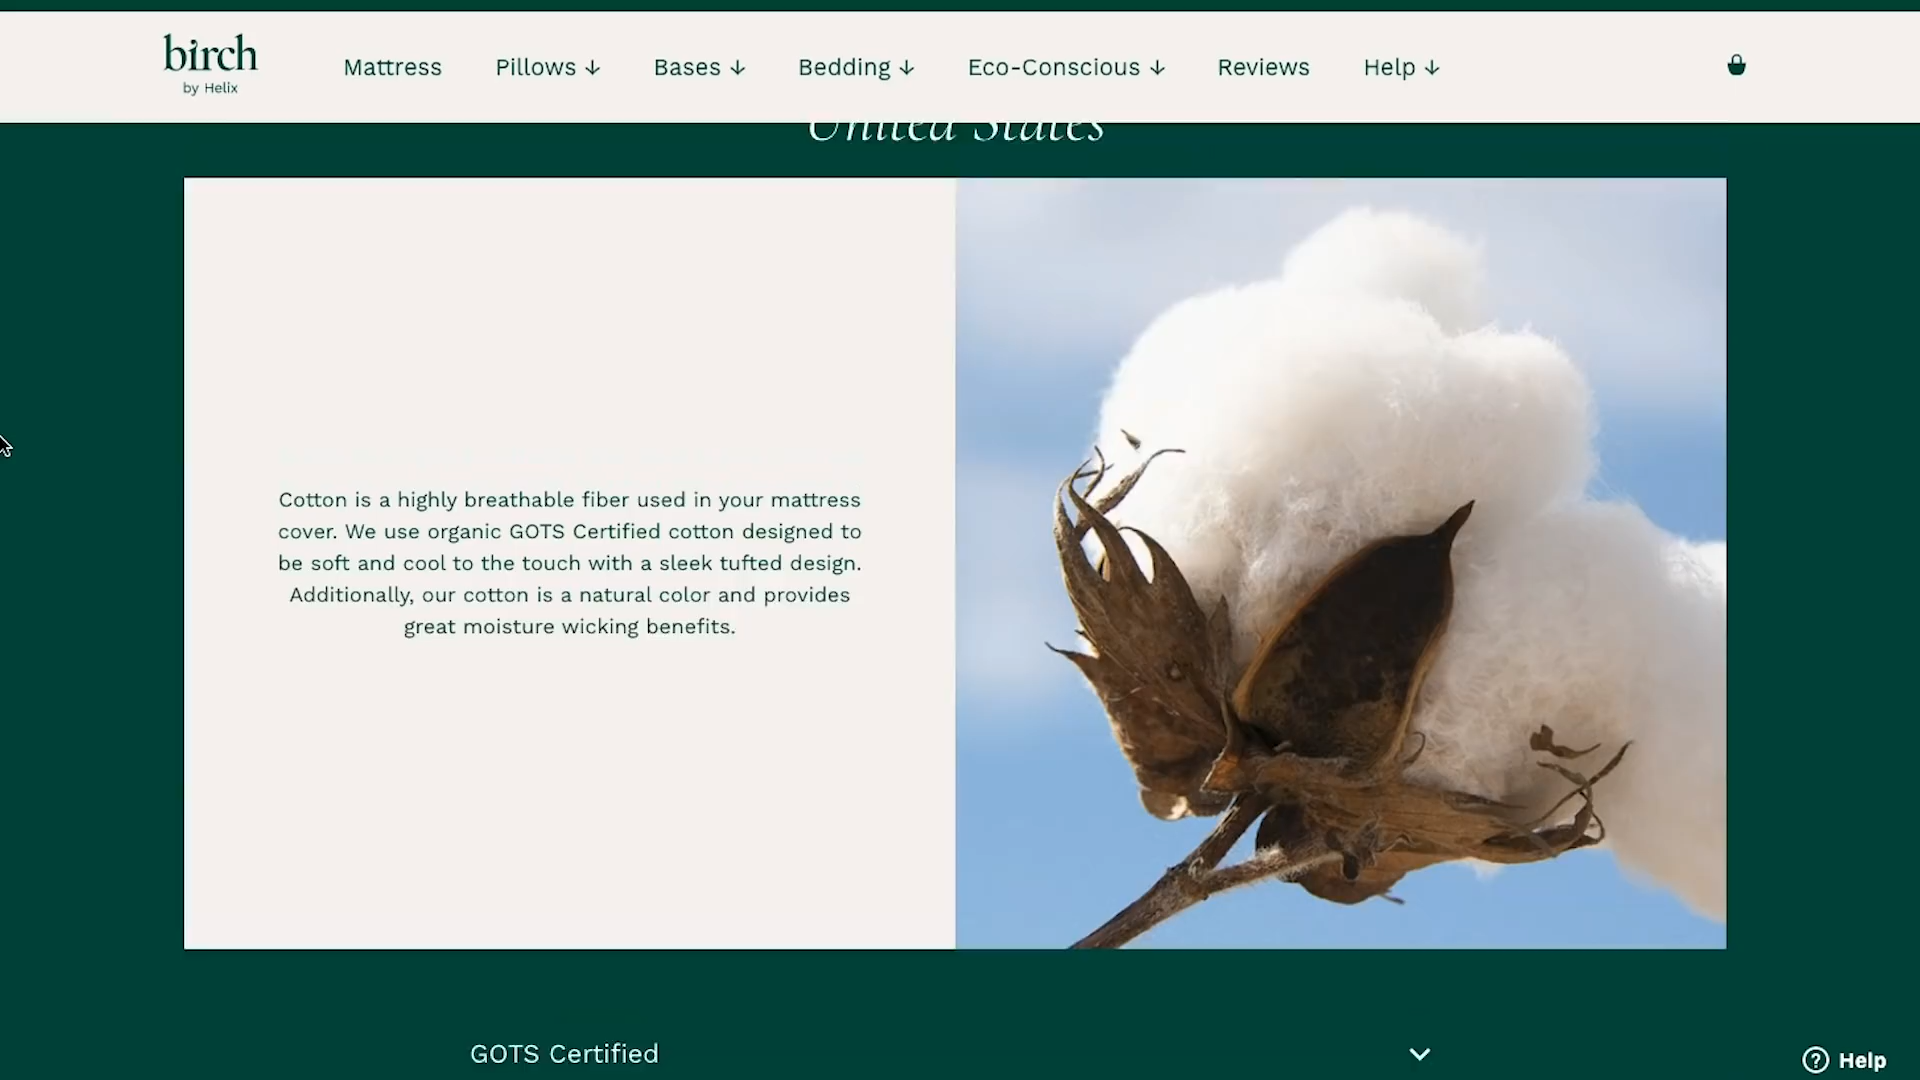 birch
by Helix
Mattress
Pillows
Bases
Bedding
Eco-Conscious
Reviews
Help
United States
Cotton is a highly breathable fiber used in your mattress
cover. We use organic GOTS Certified cotton designed to
be soft and cool to the touch with a sleek tufted design.
Additionally, our cotton is a natural color and provides
great moisture wicking benefits.
GOTS Certified
Help